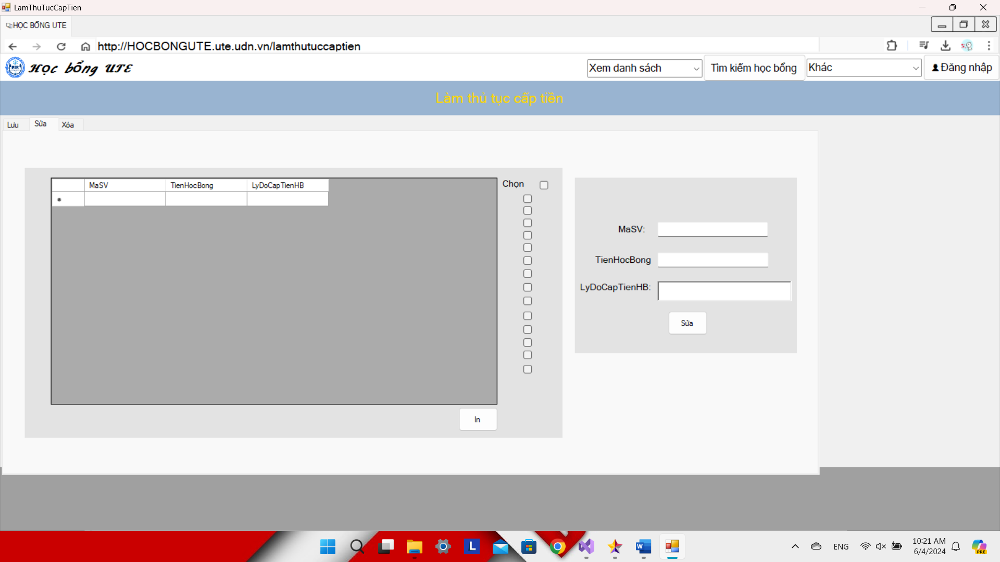 LamThuTucCapTien
HỌC BỔNG UTE
http://HOCBONGUTE.ute.udn.vn/lamthutuccaptien
Học bổng UTE
Xem danh sách
Tìm kiếm học bổng
Khác
Đăng nhập
Làm thủ tục cấp tiền
Lưu
Sửa
Xóa
MaSV
TienHocBong
LyDoCapTienHB
Chọn
MaSV:
TienHocBong
LyDoCapTienHB:
Sửa
In
ENG
10:21 AM
6/4/2024
PRE